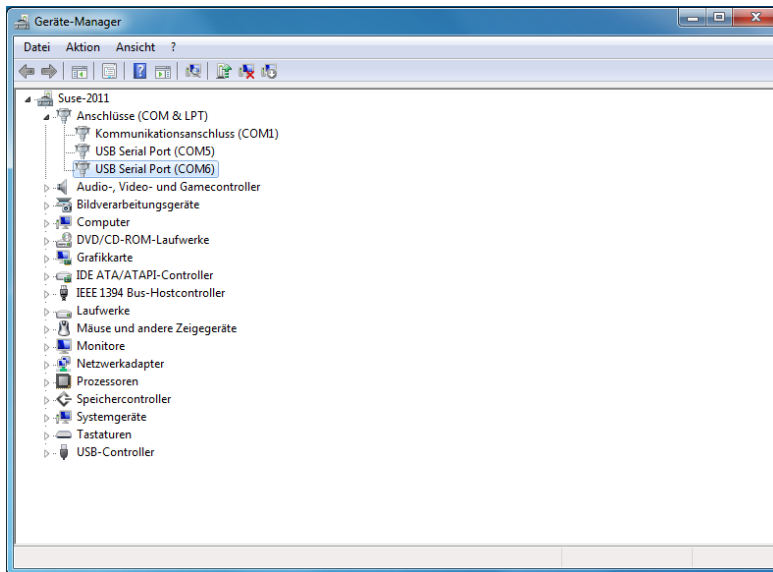 Geräte-Manager
Datei Aktion Ansicht ?
Suse-2011
Anschlüsse (COM & LPT)
Kommunikationsanschluss (COM1)
USB Serial Port (COM5)
USB Serial Port (COM6)
Audio-, Video- und Gamecontroller
Bildverarbeitungsgeräte
Computer
DVD/CD-ROM-Laufwerke
Grafikkarte
IDE ATA/ATAPI-Controller
IEEE 1394 Bus-Hostcontroller
Laufwerke
Mäuse und andere Zeigegeräte
Monitore
Netzwerkadapter
Prozessoren
Speichercontroller
Systemgeräte
Tastaturen
USB-Controller